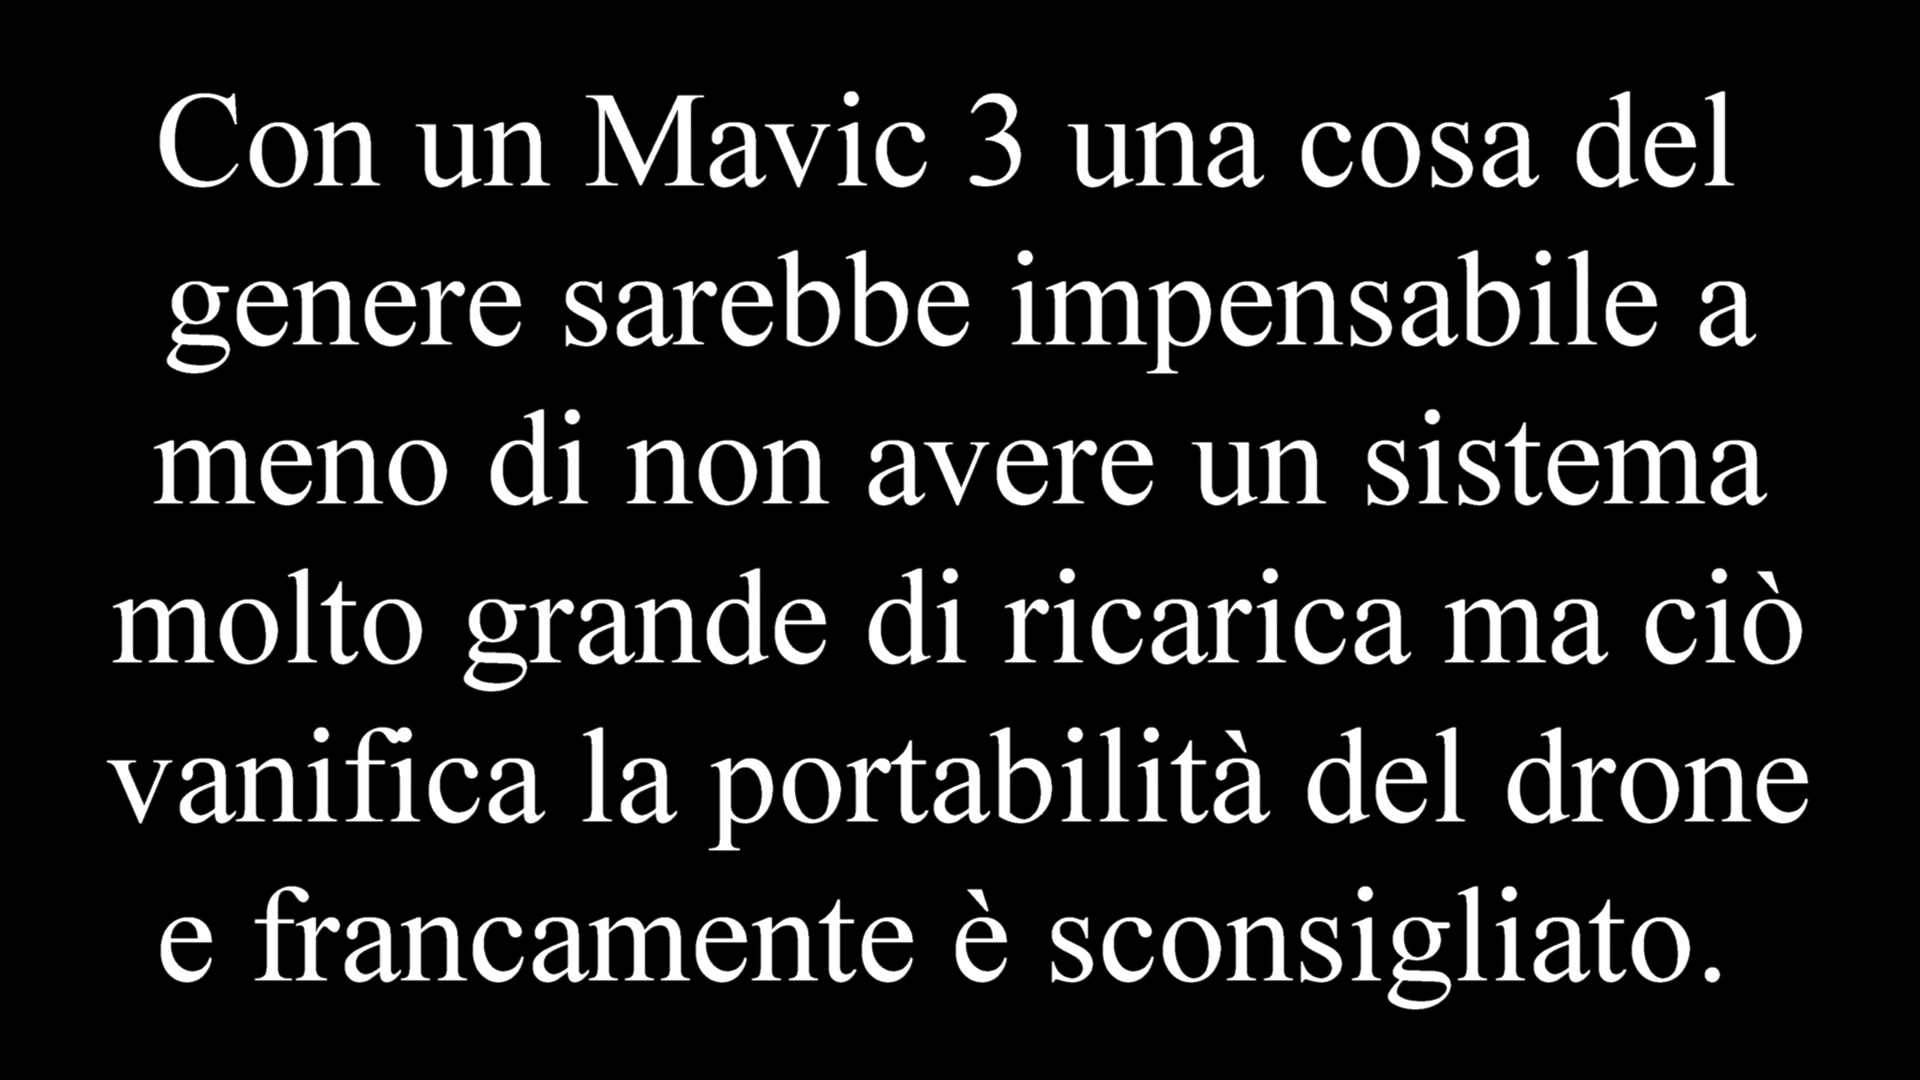 Con un Mavic 3 una cosa del
genere sarebbe impensabile a
meno di non avere un sistema
molto grande di ricarica ma ciò
vanifica la portabilità del drone
e francamente è sconsigliato.